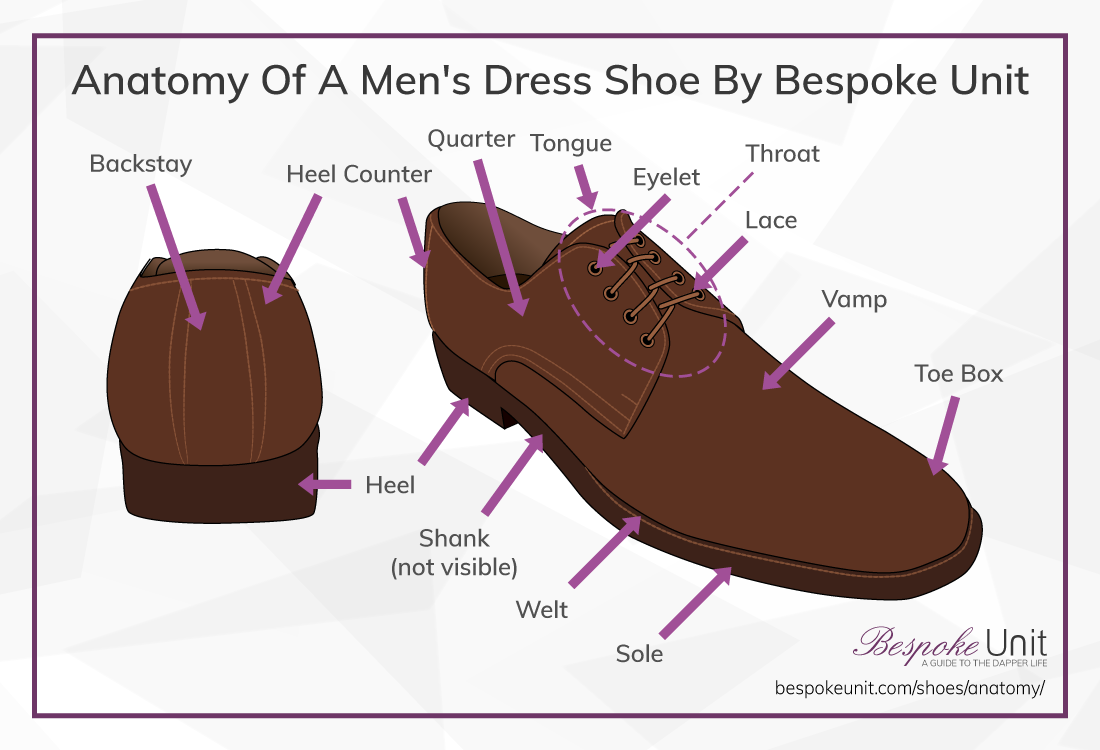 Anatomy Of A Men's Dress Shoe By Bespoke Unit
Quarter
Tongue
Throat
Backstay
Heel Counter
Eyelet
Lace
Vamp
Toe Box
Heel
Shank
(not visible)
Welt
Sole
Bespoke Unit
A GUIDE TO THE DAPPER LIFE
bespokeunit.com/shoes/anatomy/